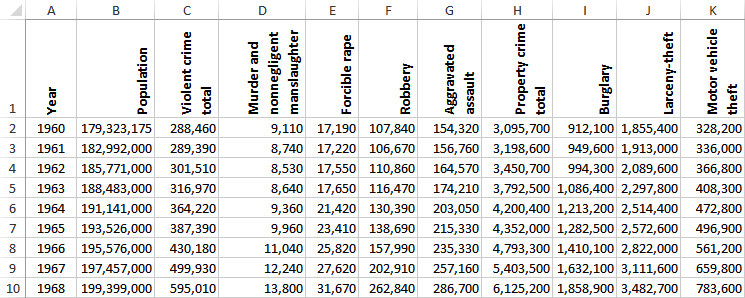 A B C D E F G H I J K
1 Year Population Violent crime total Murder and nonnegligent manslaughter Forcible rape Robbery Aggravated assault Property crime total Burglary Larceny-theft Motor vehicle theft
2 1960 179,323,175 288,460 9,110 17,190 107,840 154,320 3,095,700 912,100 1,855,400 328,200
3 1961 182,992,000 289,390 8,740 17,220 106,670 156,760 3,198,600 949,600 1,913,000 336,000
4 1962 185,771,000 301,510 8,530 17,550 110,860 164,570 3,450,700 994,300 2,089,600 366,800
5 1963 188,483,000 316,970 8,640 17,650 116,470 174,210 3,792,500 1,086,400 2,297,800 408,300
6 1964 191,141,000 364,220 9,360 21,420 130,390 203,050 4,200,400 1,213,200 2,514,400 472,800
7 1965 193,526,000 387,390 9,960 23,410 138,690 215,330 4,352,000 1,282,500 2,572,600 496,900
8 1966 195,576,000 430,180 11,040 25,820 157,990 235,330 4,793,300 1,410,100 2,822,000 561,200
9 1967 197,457,000 499,930 12,240 27,620 202,910 257,160 5,403,500 1,632,100 3,111,600 659,800
10 1968 199,399,000 595,010 13,800 31,670 262,840 286,700 6,125,200 1,858,900 3,482,700 783,600